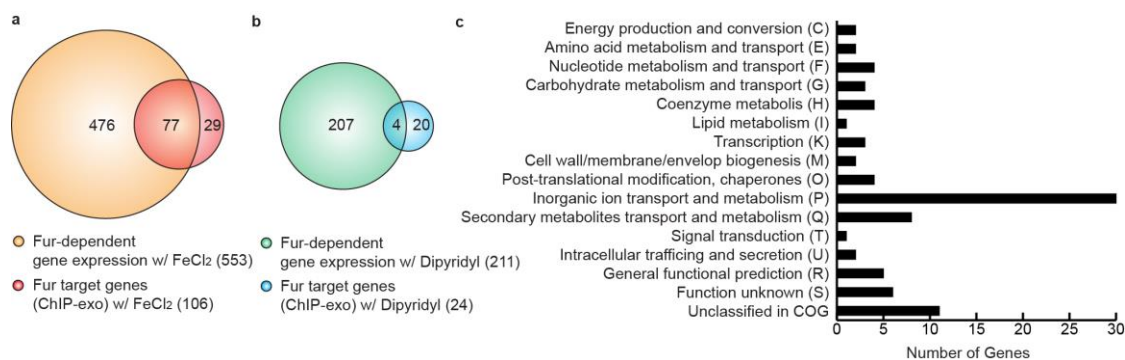 a
476
77
29
Fur-dependent
gene expression w/ FeCl2 (553)
Fur target genes
(ChIP-exo) w/ FeCl2 (106)
b
207
4
20
Fur-dependent
gene expression w/ Dipyridyl (211)
Fur target genes
(ChIP-exo) w/ Dipyridyl (24)
c
Energy production and conversion (C)
Amino acid metabolism and transport (E)
Nucleotide metabolism and transport (F)
Carbohydrate metabolism and transport (G)
Coenzyme metabolis (H)
Lipid metabolism (I)
Transcription (K)
Cell wall/membrane/envelop biogenesis (M)
Post-translational modification, chaperones (O)
Inorganic ion transport and metabolism (P)
Secondary metabolites transport and metabolism (Q)
Signal transduction (T)
Intracellular trafficing and secretion (U)
General functional prediction (R)
Function unknown (S)
Unclassified in COG
0 5 10 15 20 25 30
Number of Genes